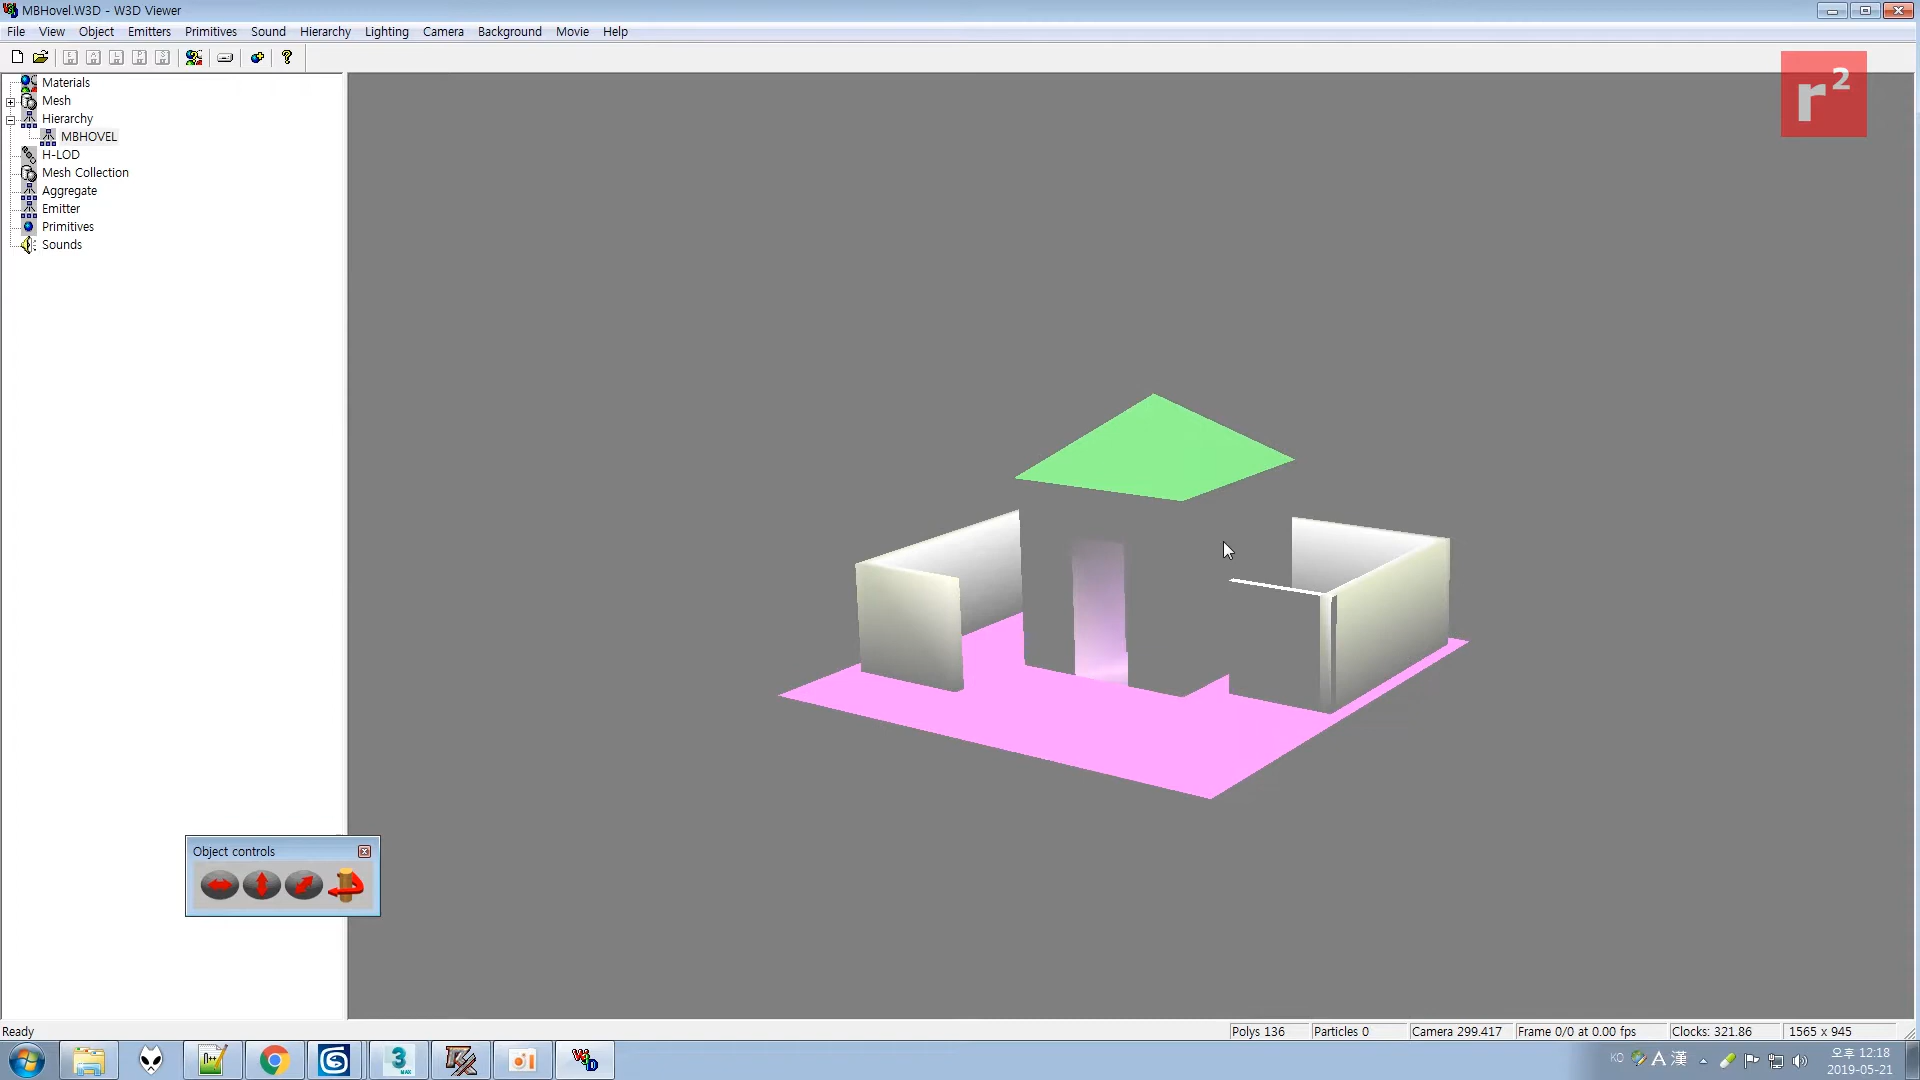 MBHovel.W3D - W3D Viewer
File View Object Emitters Primitives Sound Hierarchy Lighting Camera Background Movie Help
r²
Materials
Mesh
Hierarchy
MBHOVEL
H-LOD
Mesh Collection
Aggregate
Emitter
Primitives
Sounds
Object controls
Ready Polys 136 Particles 0 Camera 299.417 Frame 0/0 at 0.00 fps Clocks: 321.86 1565 x 945
KO A 漢 오후 12:18
2019-05-21